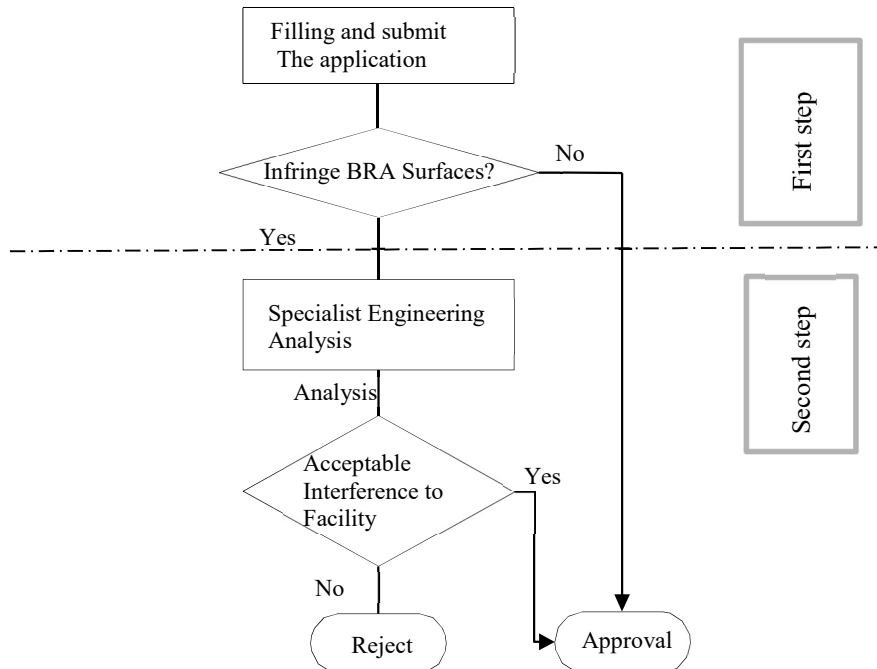 Filling and submit
The application
First step
Infringe BRA Surfaces?
No
Yes
Specialist Engineering
Analysis
Second step
Analysis
Acceptable
Interference to
Facility
Yes
No
Reject
Approval